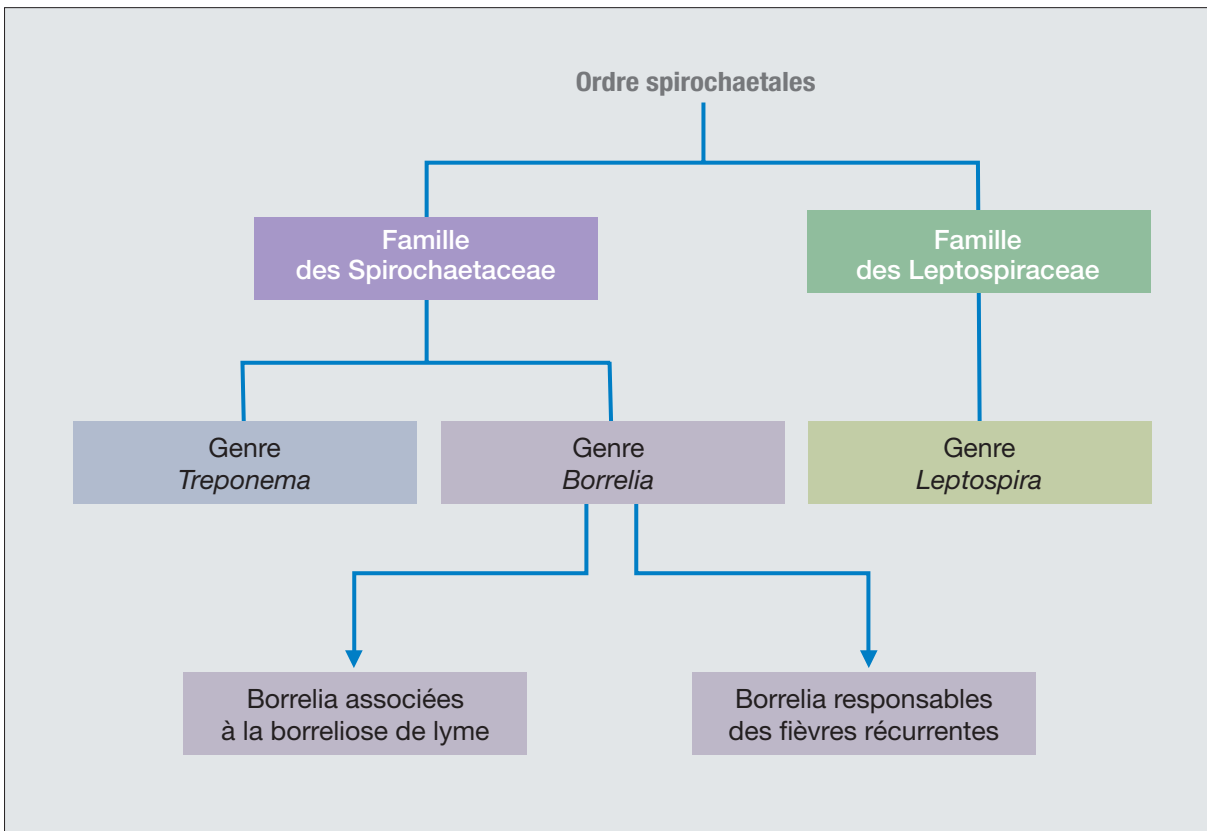 Ordre spirochaetales
Famille
des Spirochaetaceae
Famille
des Leptospiraceae
Genre
Treponema
Genre
Borrelia
Genre
Leptospira
Borrelia associées
à la borreliose de lyme
Borrelia responsables
des fièvres récurrentes